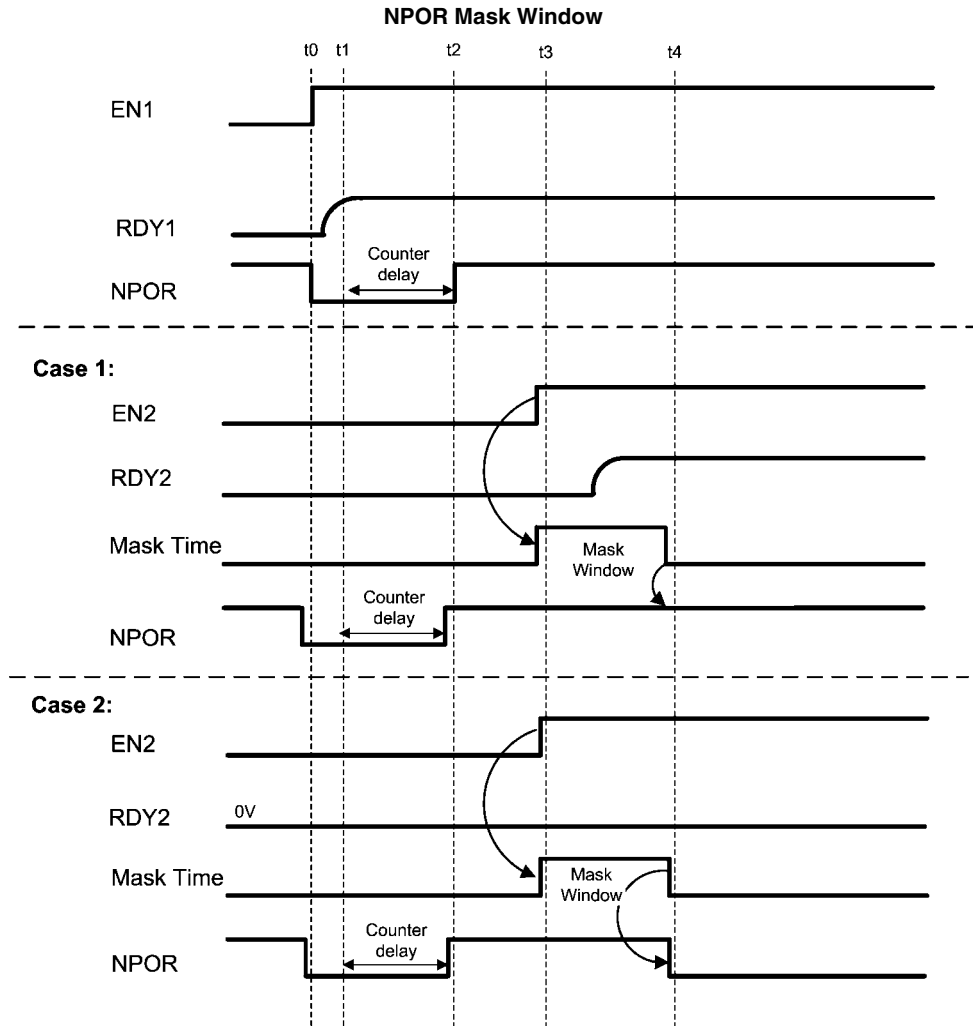 NPOR Mask Window
t0 t1 t2 t3 t4
EN1
RDY1
Counter
delay
NPOR
Case 1:
EN2
RDY2
Mask Time
Mask
Window
Counter
delay
NPOR
Case 2:
EN2
RDY2
0V
Mask Time
Mask
Window
Counter
delay
NPOR